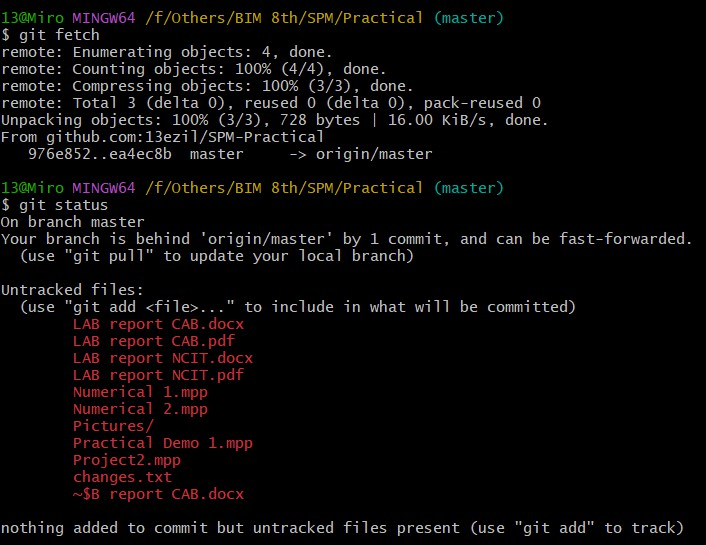 13@Miro MINGW64 /f/Others/BIM 8th/SPM/Practical (master)
$ git fetch
remote: Enumerating objects: 4, done.
remote: Counting objects: 100% (4/4), done.
remote: Compressing objects: 100% (3/3), done.
remote: Total 3 (delta 0), reused 0 (delta 0), pack-reused 0
Unpacking objects: 100% (3/3), 728 bytes | 16.00 KiB/s, done.
From github.com:13ezil/SPM-Practical
   976e852..ea4ec8b  master     -> origin/master
13@Miro MINGW64 /f/Others/BIM 8th/SPM/Practical (master)
$ git status
On branch master
Your branch is behind 'origin/master' by 1 commit, and can be fast-forwarded.
  (use "git pull" to update your local branch)
Untracked files:
  (use "git add <file>..." to include in what will be committed)
        LAB report CAB.docx
        LAB report CAB.pdf
        LAB report NCIT.docx
        LAB report NCIT.pdf
        Numerical 1.mpp
        Numerical 2.mpp
        Pictures/
        Practical Demo 1.mpp
        Project2.mpp
        changes.txt
        ~$B report CAB.docx
nothing added to commit but untracked files present (use "git add" to track)